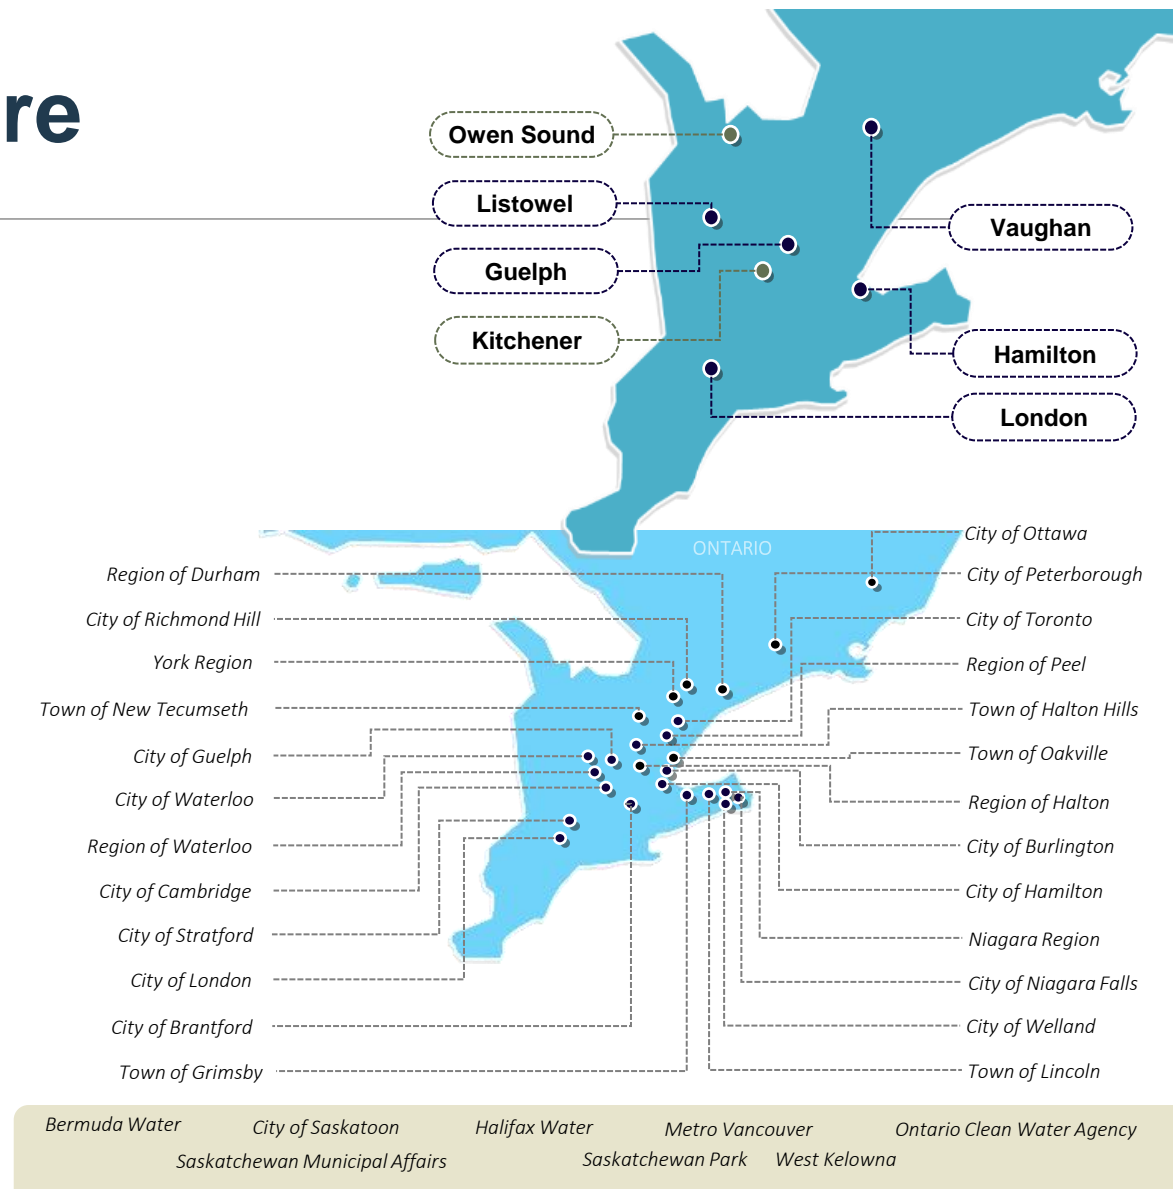 re
Owen Sound
Listowel
Guelph
Kitchener
Vaughan
Hamilton
London
ONTARIO
Region of Durham
City of Richmond Hill
York Region
Town of New Tecumseth
City of Guelph
City of Waterloo
Region of Waterloo
City of Cambridge
City of Stratford
City of London
City of Brantford
Town of Grimsby
City of Ottawa
City of Peterborough
City of Toronto
Region of Peel
Town of Halton Hills
Town of Oakville
Region of Halton
City of Burlington
City of Hamilton
Niagara Region
City of Niagara Falls
City of Welland
Town of Lincoln
Bermuda Water City of Saskatoon Halifax Water Metro Vancouver Ontario Clean Water Agency
Saskatchewan Municipal Affairs Saskatchewan Park West Kelowna